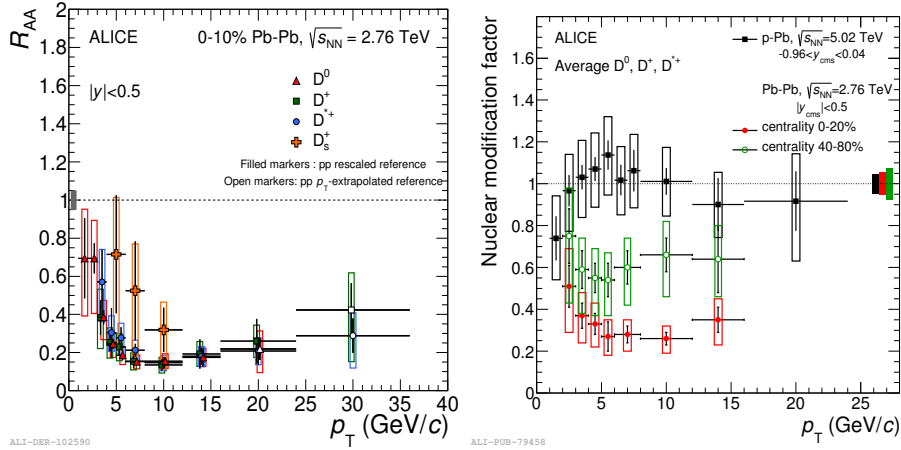 R_AA
ALICE
0-10% Pb-Pb, √s_NN = 2.76 TeV
|y|<0.5
D^0
D^+
D^*+
D_s^+
Filled markers : pp rescaled reference
Open markers: pp p_T-extrapolated reference
2
1.8
1.6
1.4
1.2
1
0.8
0.6
0.4
0.2
0
0 5 10 15 20 25 30 35 40
p_T (GeV/c)
ALI-DER-102590
Nuclear modification factor
ALICE
Average D^0, D^+, D^*+
p-Pb, √s_NN=5.02 TeV
-0.96<y_cms<0.04
Pb-Pb, √s_NN=2.76 TeV
|y_cms|<0.5
centrality 0-20%
centrality 40-80%
1.6
1.4
1.2
1
0.8
0.6
0.4
0.2
0
0 5 10 15 20 25
p_T (GeV/c)
ALI-PUB-79458